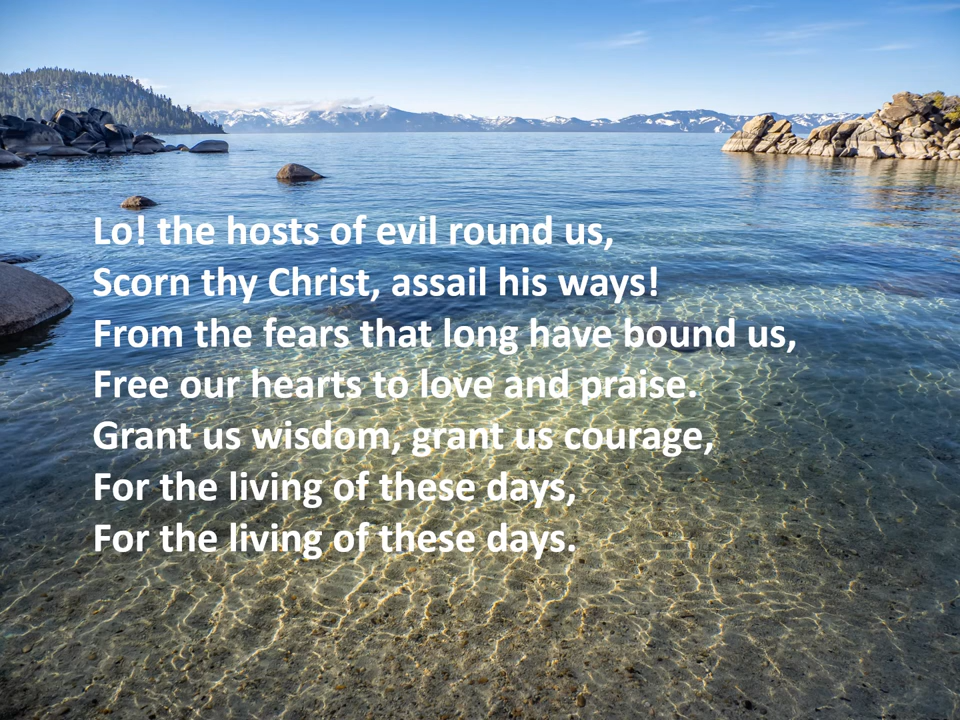 Lo! the hosts of evil round us,
Scorn thy Christ, assail his ways!
From the fears that long have bound us,
Free our hearts to love and praise.
Grant us wisdom, grant us courage,
For the living of these days,
For the living of these days.